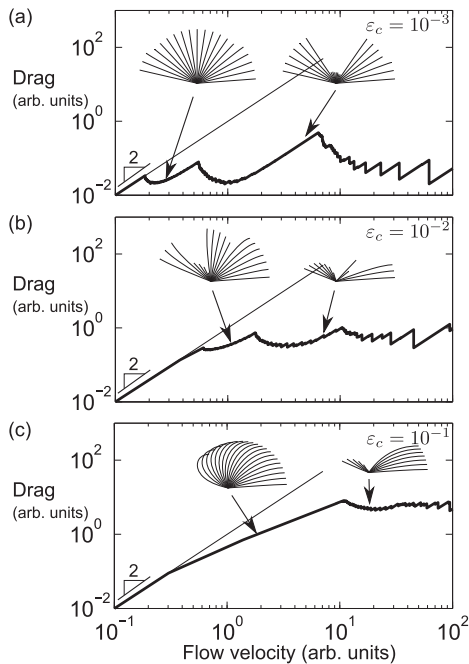 (a)
ε_c = 10^-3
10^2
Drag
(arb. units)
10^0
2
10^-2
(b)
ε_c = 10^-2
10^2
Drag
(arb. units)
10^0
2
10^-2
(c)
ε_c = 10^-1
10^2
Drag
(arb. units)
10^0
2
10^-2
10^-1 10^0 10^1 10^2
Flow velocity (arb. units)